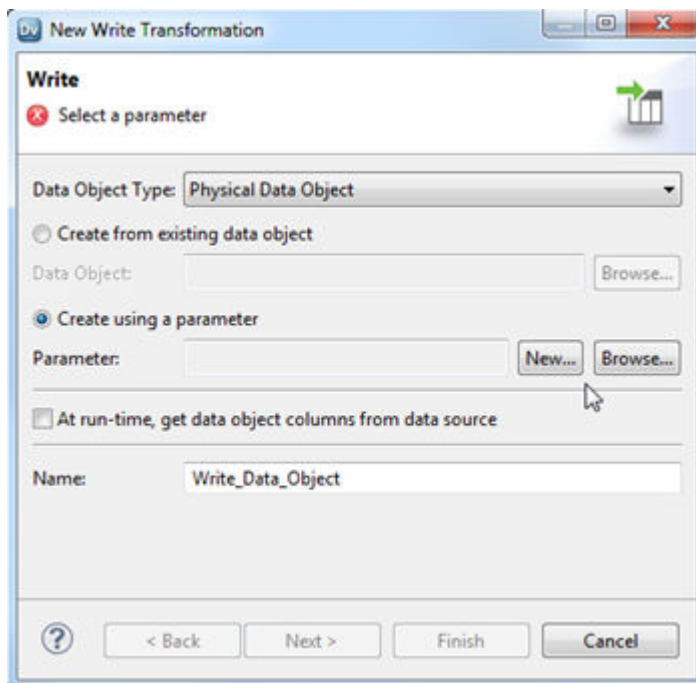 Dv New Write Transformation
Write
Select a parameter
Data Object Type: Physical Data Object
Create from existing data object
Data Object: Browse...
Create using a parameter
Parameter: New... Browse...
At run-time, get data object columns from data source
Name: Write_Data_Object
? < Back Next > Finish Cancel